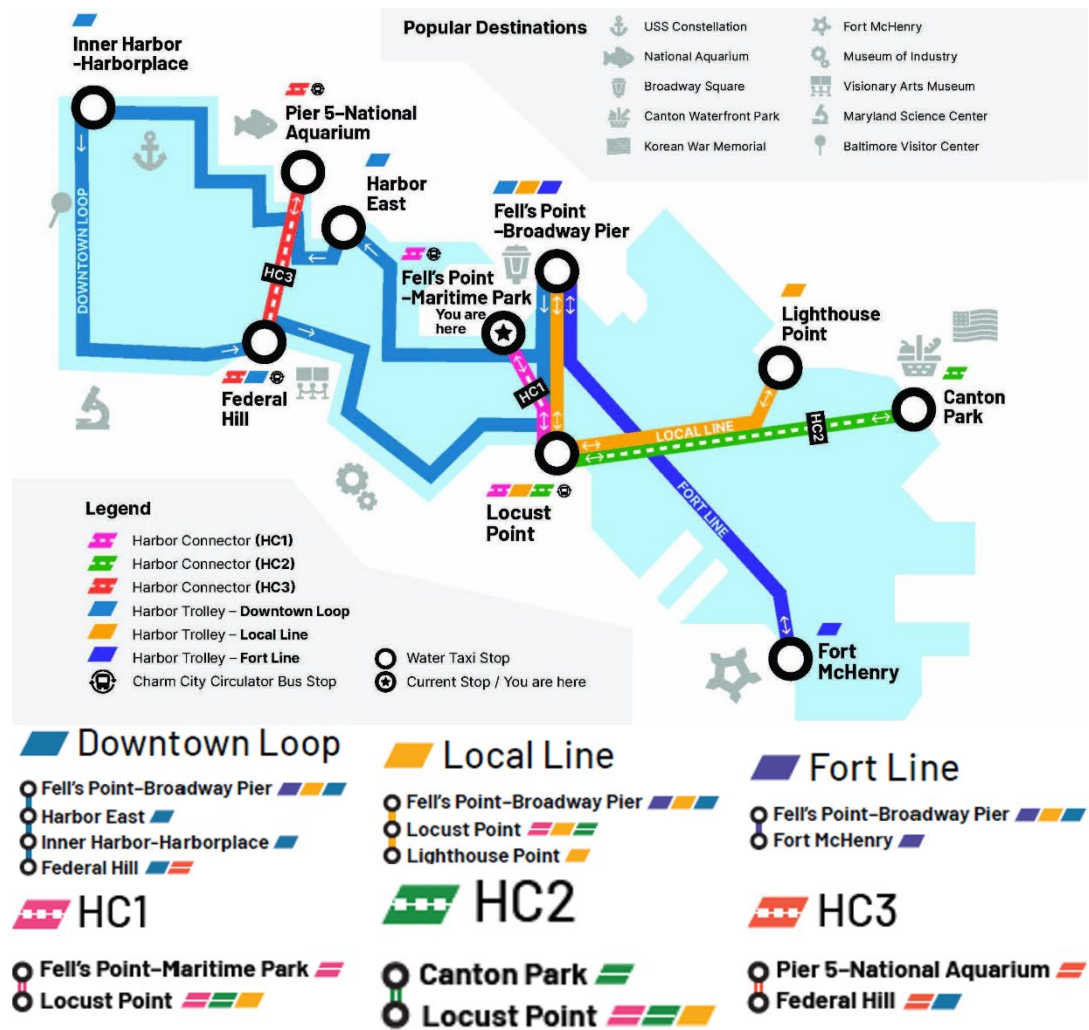 Popular Destinations
USS Constellation
National Aquarium
Broadway Square
Canton Waterfront Park
Korean War Memorial
Fort McHenry
Museum of Industry
Visionary Arts Museum
Maryland Science Center
Baltimore Visitor Center
Inner Harbor
-Harborplace
Pier 5-National
Aquarium
Harbor
East
Fell's Point
-Broadway Pier
Fell's Point
-Maritime Park
You are
here
Lighthouse
Point
Canton
Park
DOWNTOWN LOOP
HC3
HC1
LOCAL LINE
HC2
FORT LINE
Federal
Hill
Locust
Point
Fort
McHenry
Legend
Harbor Connector (HC1)
Harbor Connector (HC2)
Harbor Connector (HC3)
Harbor Trolley – Downtown Loop
Harbor Trolley – Local Line
Harbor Trolley – Fort Line
Charm City Circulator Bus Stop
Water Taxi Stop
Current Stop / You are here
Downtown Loop
Fell's Point-Broadway Pier
Harbor East
Inner Harbor-Harborplace
Federal Hill
Local Line
Fell's Point-Broadway Pier
Locust Point
Lighthouse Point
Fort Line
Fell's Point-Broadway Pier
Fort McHenry
HC1
Fell's Point-Maritime Park
Locust Point
HC2
Canton Park
Locust Point
HC3
Pier 5-National Aquarium
Federal Hill